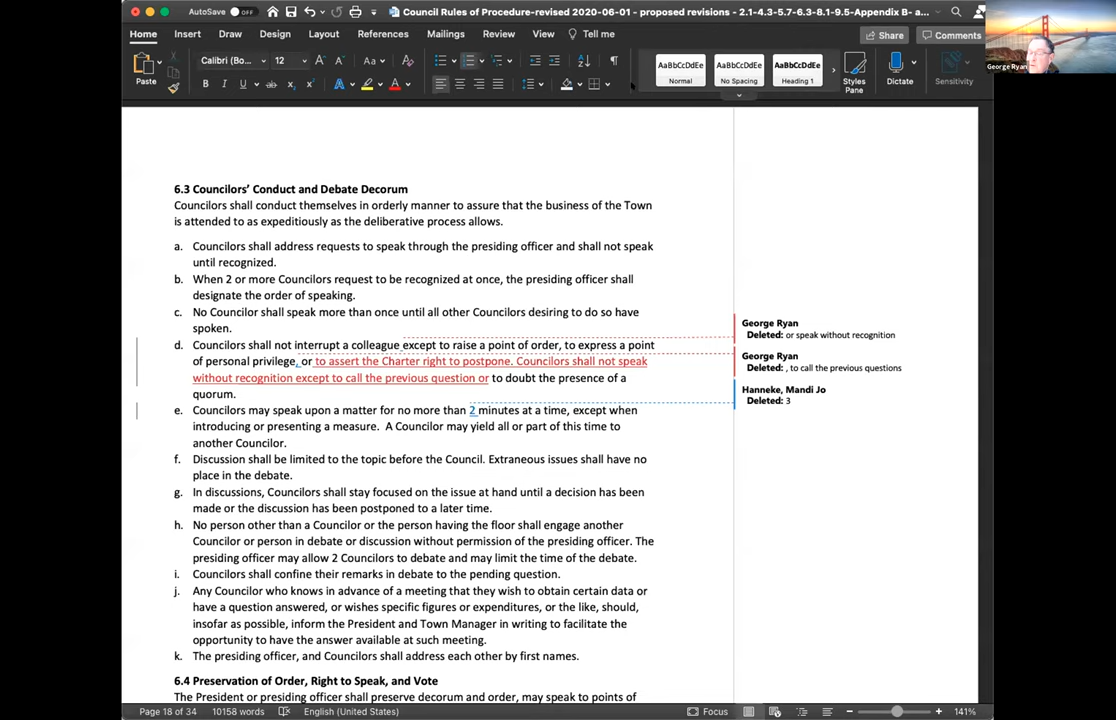 AutoSave OFF
Council Rules of Procedure-revised 2020-06-01 - proposed revisions - 2.1-4.3-5.7-6.3-8.1-9.5-Appendix B- a...
Home Insert Draw Design Layout References Mailings Review View Tell me
Share Comments
George Ryan
Calibri (Bo... 12
Paste
AaBbCcDdEe AaBbCcDdEe AaBbCcDdEe
Normal No Spacing Heading 1
Styles Pane
Dictate
Sensitivity
6.3 Councilors' Conduct and Debate Decorum
Councilors shall conduct themselves in orderly manner to assure that the business of the Town
is attended to as expeditiously as the deliberative process allows.
a. Councilors shall address requests to speak through the presiding officer and shall not speak
until recognized.
b. When 2 or more Councilors request to be recognized at once, the presiding officer shall
designate the order of speaking.
c. No Councilor shall speak more than once until all other Councilors desiring to do so have
spoken.
d. Councilors shall not interrupt a colleague except to raise a point of order, to express a point
of personal privilege, or to assert the Charter right to postpone. Councilors shall not speak
without recognition except to call the previous question or to doubt the presence of a
quorum.
e. Councilors may speak upon a matter for no more than 2 minutes at a time, except when
introducing or presenting a measure. A Councilor may yield all or part of this time to
another Councilor.
f. Discussion shall be limited to the topic before the Council. Extraneous issues shall have no
place in the debate.
g. In discussions, Councilors shall stay focused on the issue at hand until a decision has been
made or the discussion has been postponed to a later time.
h. No person other than a Councilor or the person having the floor shall engage another
Councilor or person in debate or discussion without permission of the presiding officer. The
presiding officer may allow 2 Councilors to debate and may limit the time of the debate.
i. Councilors shall confine their remarks in debate to the pending question.
j. Any Councilor who knows in advance of a meeting that they wish to obtain certain data or
have a question answered, or wishes specific figures or expenditures, or the like, should,
insofar as possible, inform the President and Town Manager in writing to facilitate the
opportunity to have the answer available at such meeting.
k. The presiding officer, and Councilors shall address each other by first names.
6.4 Preservation of Order, Right to Speak, and Vote
The President or presiding officer shall preserve decorum and order, may speak to points of
George Ryan
Deleted: or speak without recognition
George Ryan
Deleted: , to call the previous questions
Hanneke, Mandi Jo
Deleted: 3
Page 18 of 34 10158 words English (United States) Focus 141%